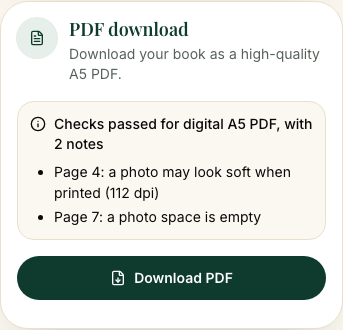 PDF download
Download your book as a high-quality
A5 PDF.
Checks passed for digital A5 PDF, with
2 notes
• Page 4: a photo may look soft when
printed (112 dpi)
• Page 7: a photo space is empty
Download PDF